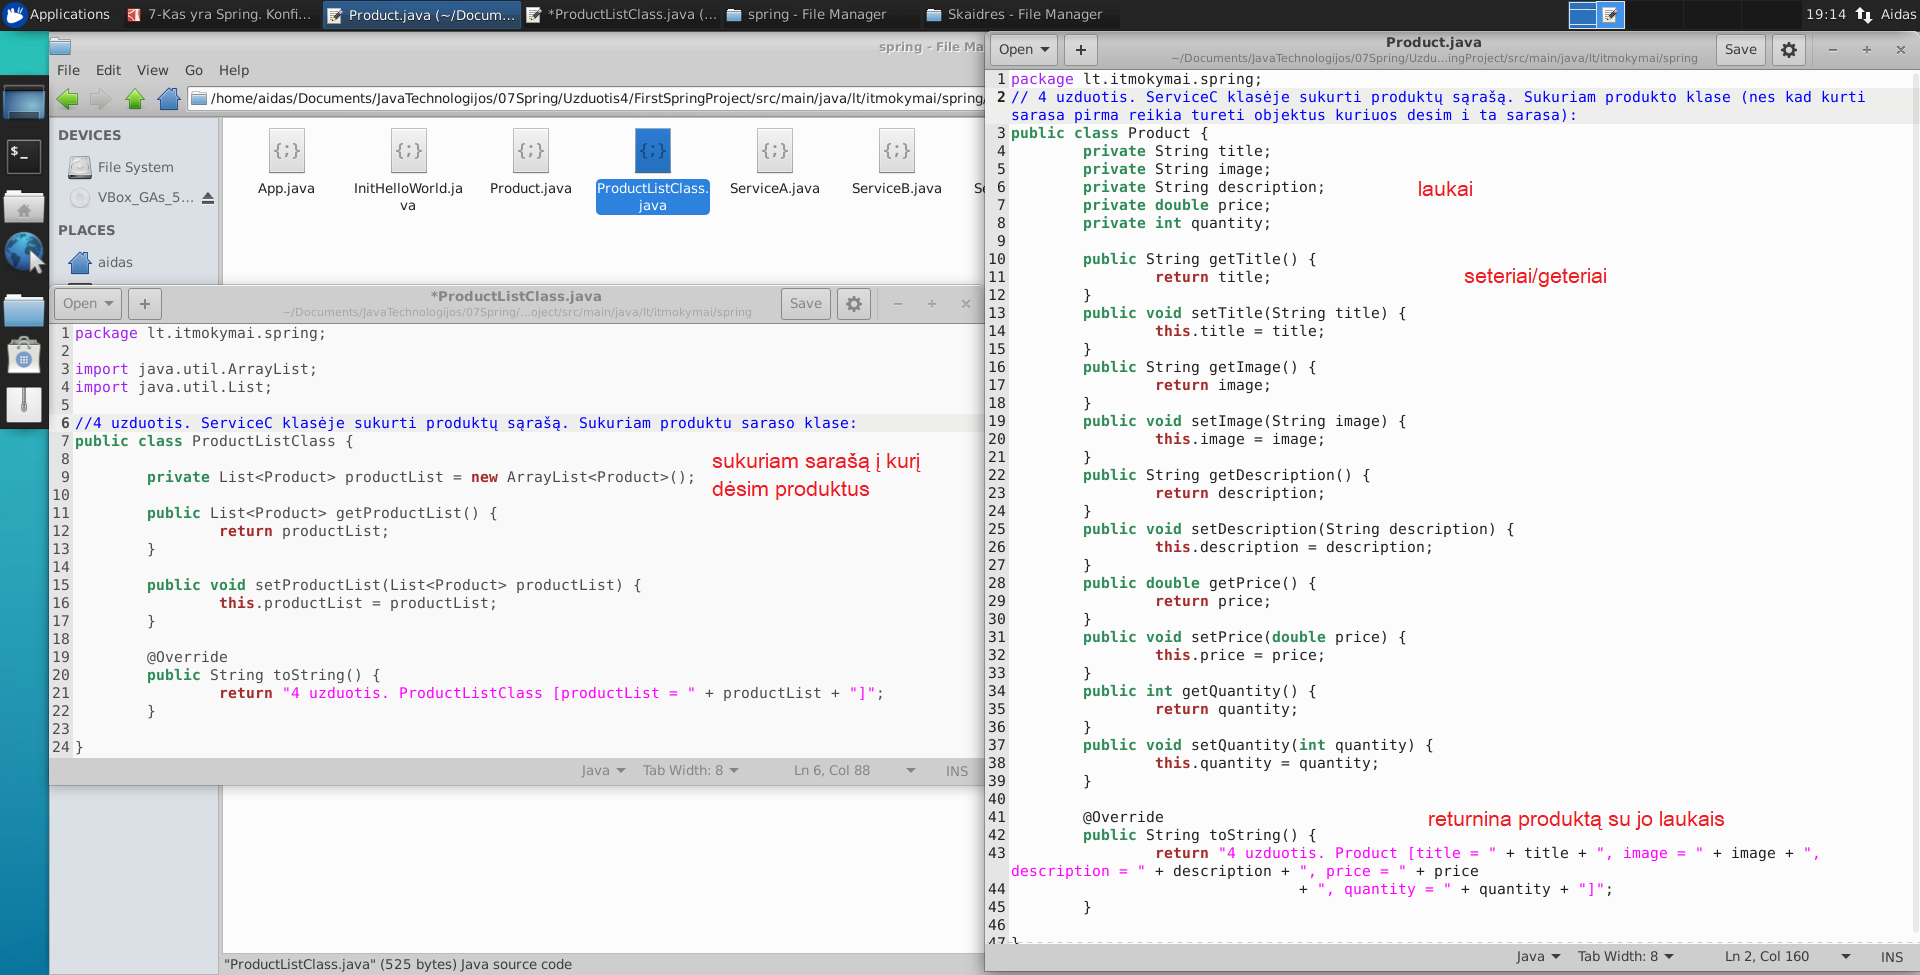 Applications
7-Kas yra Spring. Konfi...
Product.java (~/Docum...
*ProductListClass.java (...
spring - File Manager
Skaidres - File Manager
19:14
Aidas
spring - File Ma
File Edit View Go Help
/home/aidas/Documents/JavaTechnologijos/07Spring/Uzduotis4/FirstSpringProject/src/main/java/lt/itmokymai/spring/
DEVICES
File System
VBox_GAs_5...
PLACES
aidas
App.java
InitHelloWorld.ja
va
Product.java
ProductListClass.
java
ServiceA.java
ServiceB.java
Open
+
*ProductListClass.java
~/Documents/JavaTechnologijos/07Spring/...oject/src/main/java/lt/itmokymai/spring
Save
1 package lt.itmokymai.spring;
2
3 import java.util.ArrayList;
4 import java.util.List;
5
6 //4 uzduotis. ServiceC klasėje sukurti produktų sąrašą. Sukuriam produktu saraso klase:
7 public class ProductListClass {
8
9 private List<Product> productList = new ArrayList<Product>();
10
11 public List<Product> getProductList() {
12 return productList;
13 }
14
15 public void setProductList(List<Product> productList) {
16 this.productList = productList;
17 }
18
19 @Override
20 public String toString() {
21 return "4 uzduotis. ProductListClass [productList = " + productList + "]";
22 }
23
24 }
sukuriam sarašą į kurį
dėsim produktus
Java Tab Width: 8 Ln 6, Col 88 INS
"ProductListClass.java" (525 bytes) Java source code
Open
+
Product.java
~/Documents/JavaTechnologijos/07Spring/Uzdu...ingProject/src/main/java/lt/itmokymai/spring
Save
1 package lt.itmokymai.spring;
2 // 4 uzduotis. ServiceC klasėje sukurti produktų sąrašą. Sukuriam produkto klase (nes kad kurti
sarasa pirma reikia tureti objektus kuriuos desim i ta sarasa):
3 public class Product {
4 private String title;
5 private String image;
6 private String description;
7 private double price;
8 private int quantity;
9
10 public String getTitle() {
11 return title;
12 }
13 public void setTitle(String title) {
14 this.title = title;
15 }
16 public String getImage() {
17 return image;
18 }
19 public void setImage(String image) {
20 this.image = image;
21 }
22 public String getDescription() {
23 return description;
24 }
25 public void setDescription(String description) {
26 this.description = description;
27 }
28 public double getPrice() {
29 return price;
30 }
31 public void setPrice(double price) {
32 this.price = price;
33 }
34 public int getQuantity() {
35 return quantity;
36 }
37 public void setQuantity(int quantity) {
38 this.quantity = quantity;
39 }
40
41 @Override
42 public String toString() {
43 return "4 uzduotis. Product [title = " + title + ", image = " + image + ",
description = " + description + ", price = " + price
44 + ", quantity = " + quantity + "]";
45 }
46
47 }
laukai
seteriai/geteriai
returnina produktą su jo laukais
Java Tab Width: 8 Ln 2, Col 160 INS